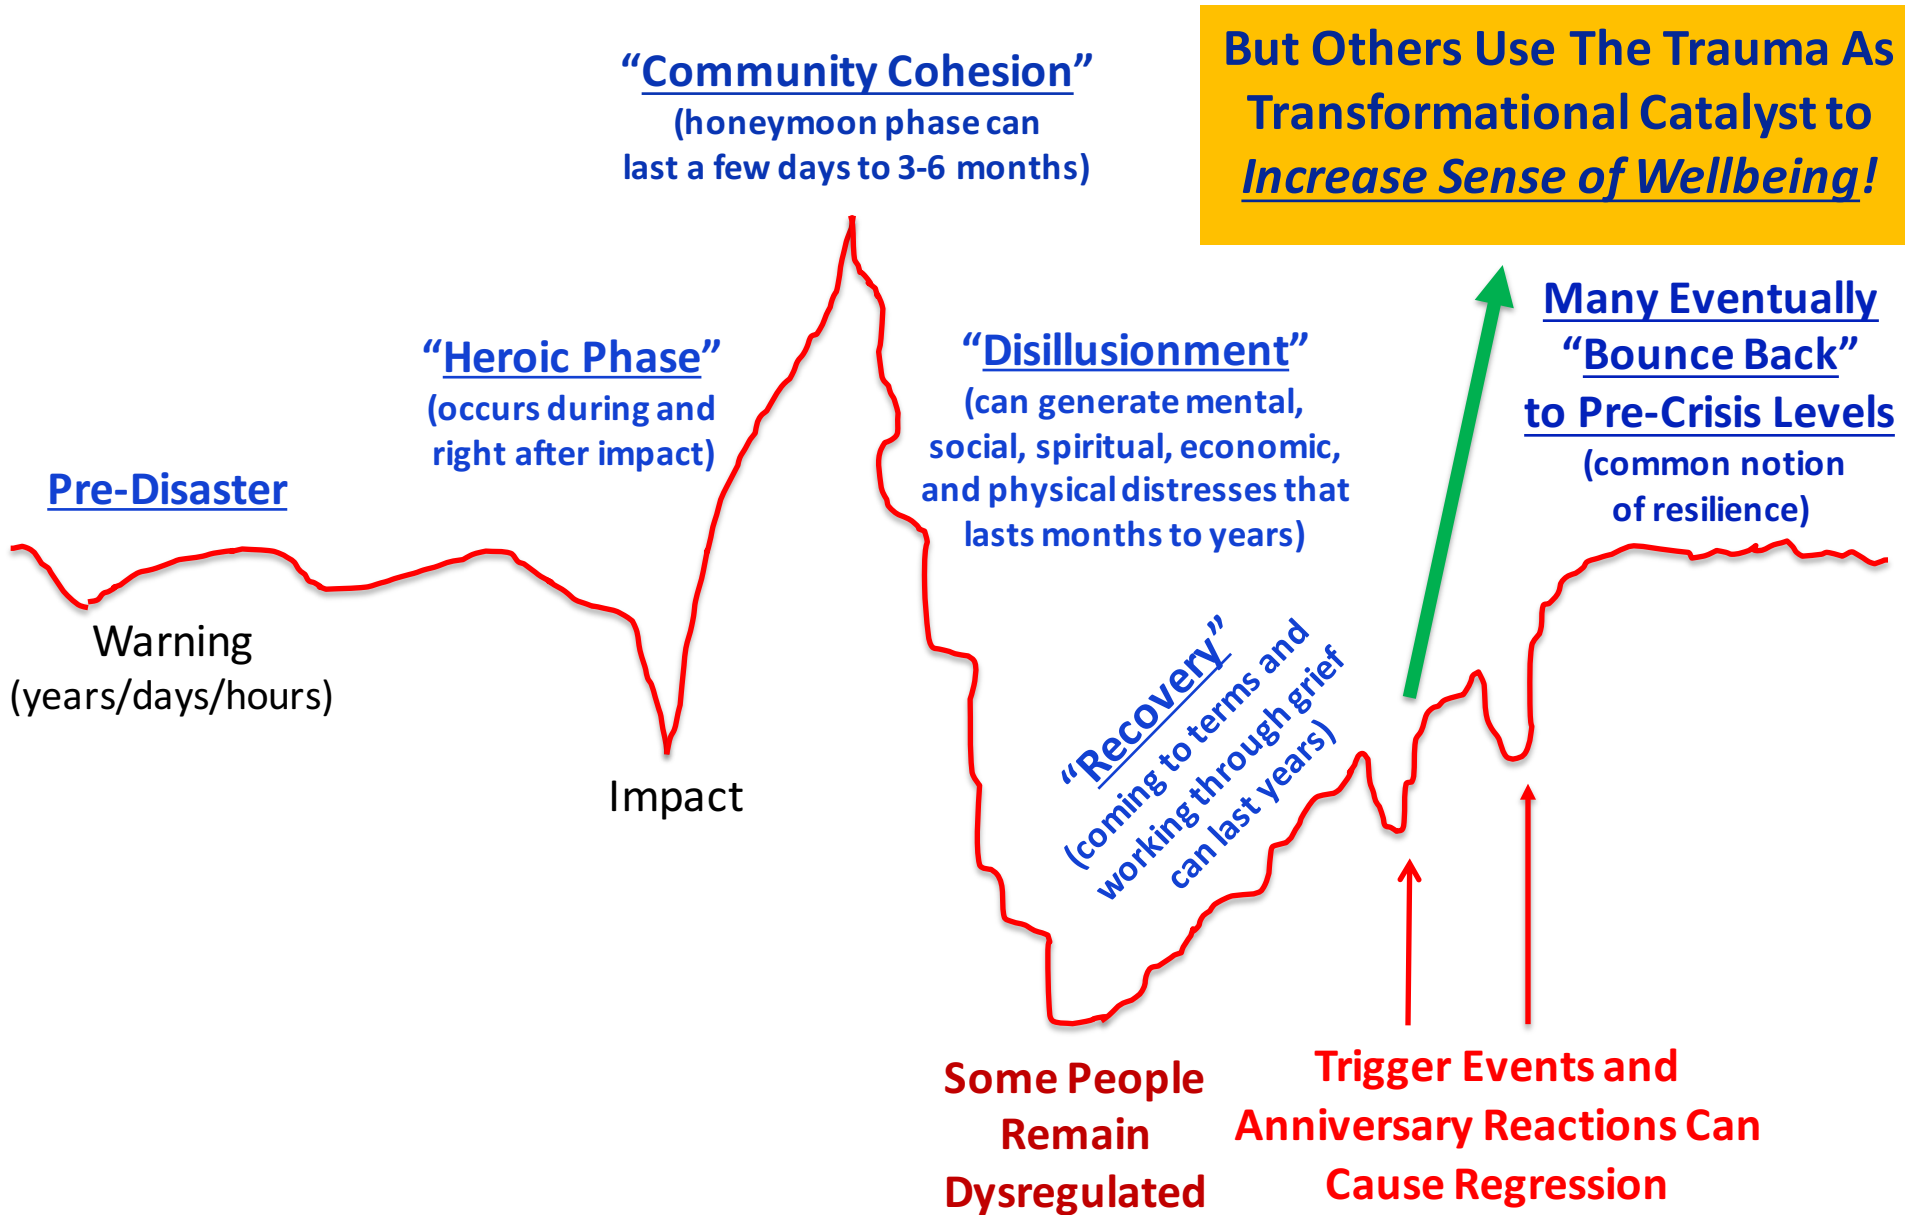 “Community Cohesion”
(honeymoon phase can
last a few days to 3-6 months)
But Others Use The Trauma As
Transformational Catalyst to
Increase Sense of Wellbeing!
“Heroic Phase”
(occurs during and
right after impact)
“Disillusionment”
(can generate mental,
social, spiritual, economic,
and physical distresses that
lasts months to years)
Many Eventually
“Bounce Back”
to Pre-Crisis Levels
(common notion
of resilience)
Pre-Disaster
Warning
(years/days/hours)
Impact
“Recovery”
(coming to terms and
working through grief
can last years)
Some People
Remain
Dysregulated
Trigger Events and
Anniversary Reactions Can
Cause Regression